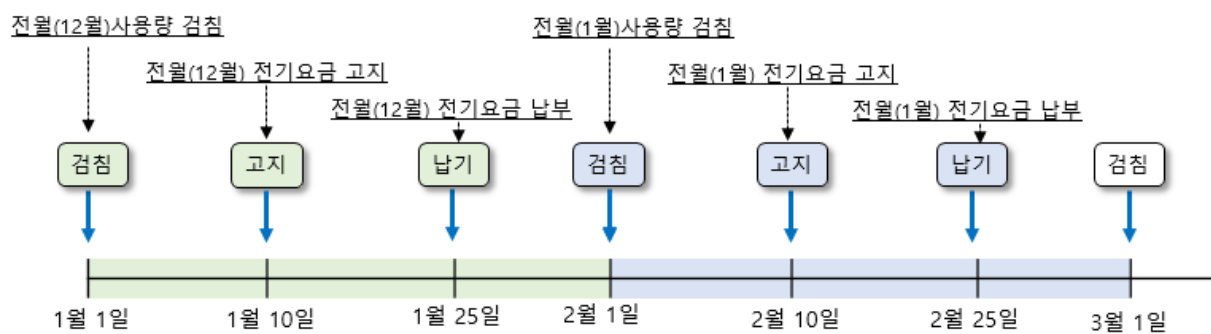 전월(12월)사용량 검침
전월(1월)사용량 검침
전월(12월) 전기요금 고지
전월(1월) 전기요금 고지
전월(12월) 전기요금 납부
전월(1월) 전기요금 납부
검침
고지
납기
검침
고지
납기
검침
1월 1일
1월 10일
1월 25일
2월 1일
2월 10일
2월 25일
3월 1일